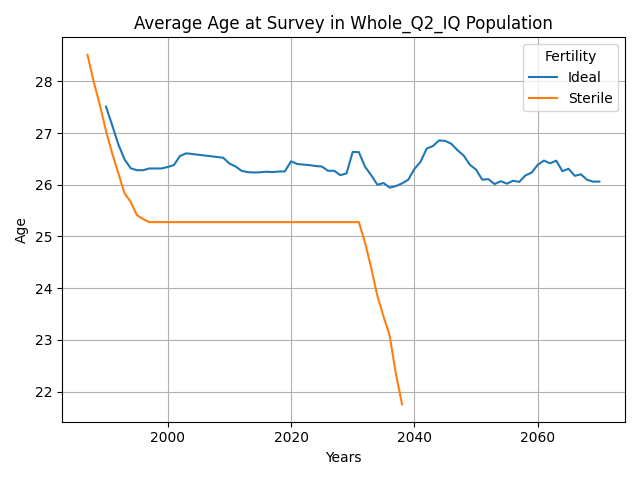 Average Age at Survey in Whole_Q2_IQ Population
Fertility
Ideal
Sterile
Age
28
27
26
25
24
23
22
2000
2020
2040
2060
Years